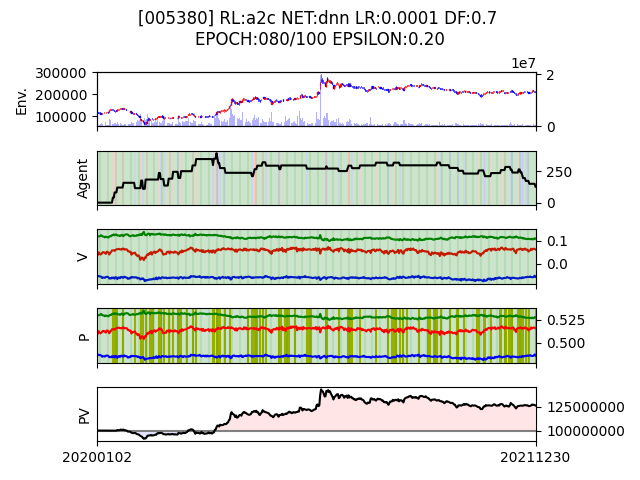 [005380] RL:a2c NET:dnn LR:0.0001 DF:0.7
EPOCH:080/100 EPSILON:0.20
1e7
300000
200000
100000
Env.
2
0
Agent
250
0
V
0.1
0.0
P
0.525
0.500
PV
125000000
100000000
20200102
20211230